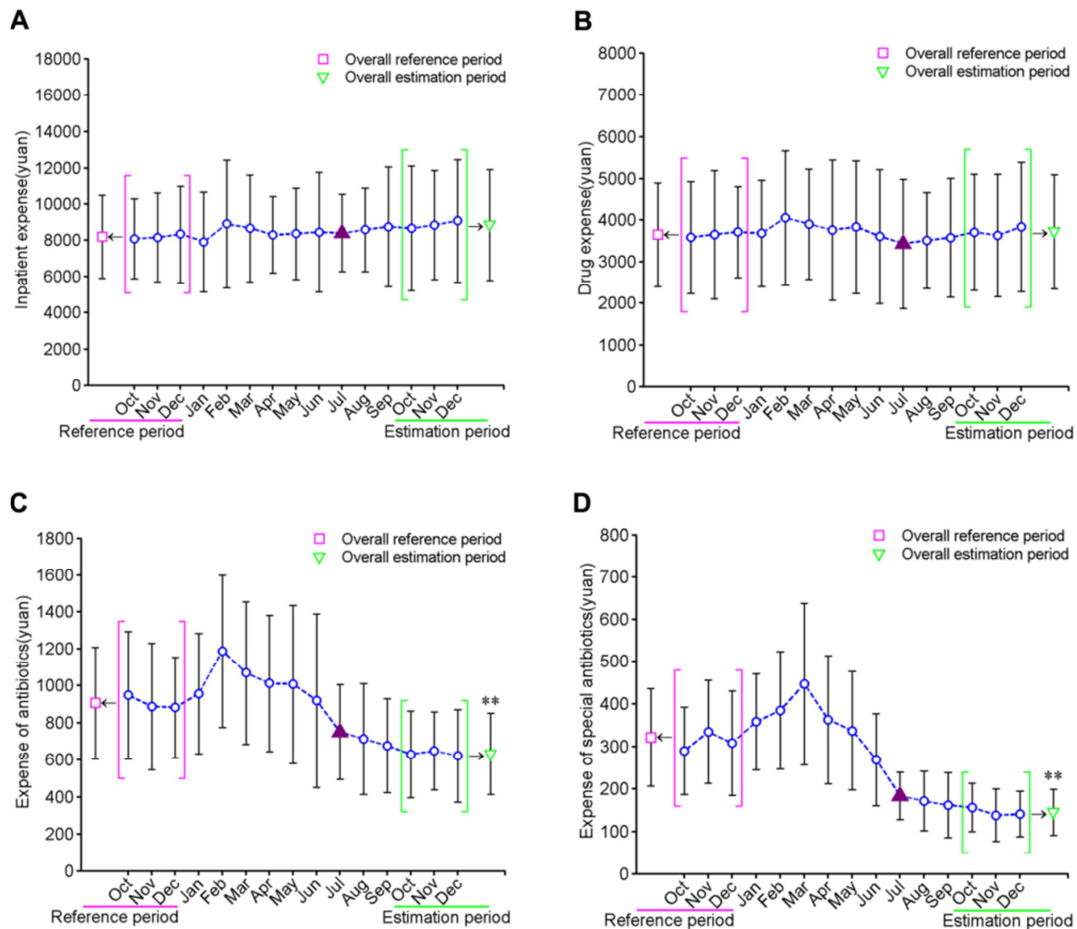 A
Inpatient expense(yuan)
18000
16000
14000
12000
10000
8000
6000
4000
2000
0
Overall reference period
Overall estimation period
Oct
Nov
Dec
Jan
Feb
Mar
Apr
May
Jun
Jul
Aug
Sep
Oct
Nov
Dec
Reference period
Estimation period
B
Drug expense(yuan)
8000
7000
6000
5000
4000
3000
2000
1000
0
Overall reference period
Overall estimation period
Oct
Nov
Dec
Jan
Feb
Mar
Apr
May
Jun
Jul
Aug
Sep
Oct
Nov
Dec
Reference period
Estimation period
C
Expense of antibiotics(yuan)
1800
1600
1400
1200
1000
800
600
400
200
0
Overall reference period
Overall estimation period
**
Oct
Nov
Dec
Jan
Feb
Mar
Apr
May
Jun
Jul
Aug
Sep
Oct
Nov
Dec
Reference period
Estimation period
D
Expense of special antibiotics(yuan)
800
700
600
500
400
300
200
100
0
Overall reference period
Overall estimation period
**
Oct
Nov
Dec
Jan
Feb
Mar
Apr
May
Jun
Jul
Aug
Sep
Oct
Nov
Dec
Reference period
Estimation period